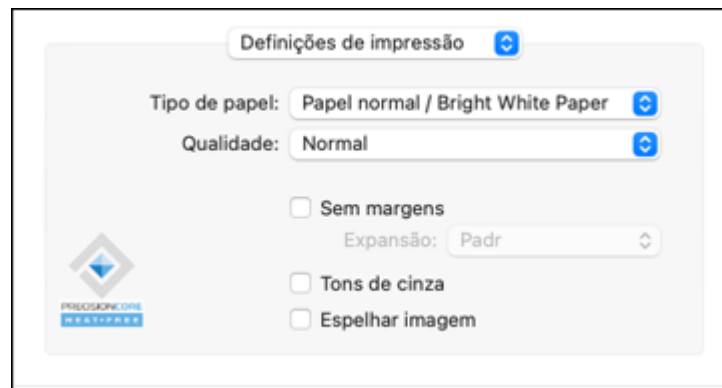 Definições de impressão
Tipo de papel: Papel normal / Bright White Paper
Qualidade: Normal
Sem margens
Expansão: Padr
Tons de cinza
Espelhar imagem
PRECISIONCORE
HEAT-FREE